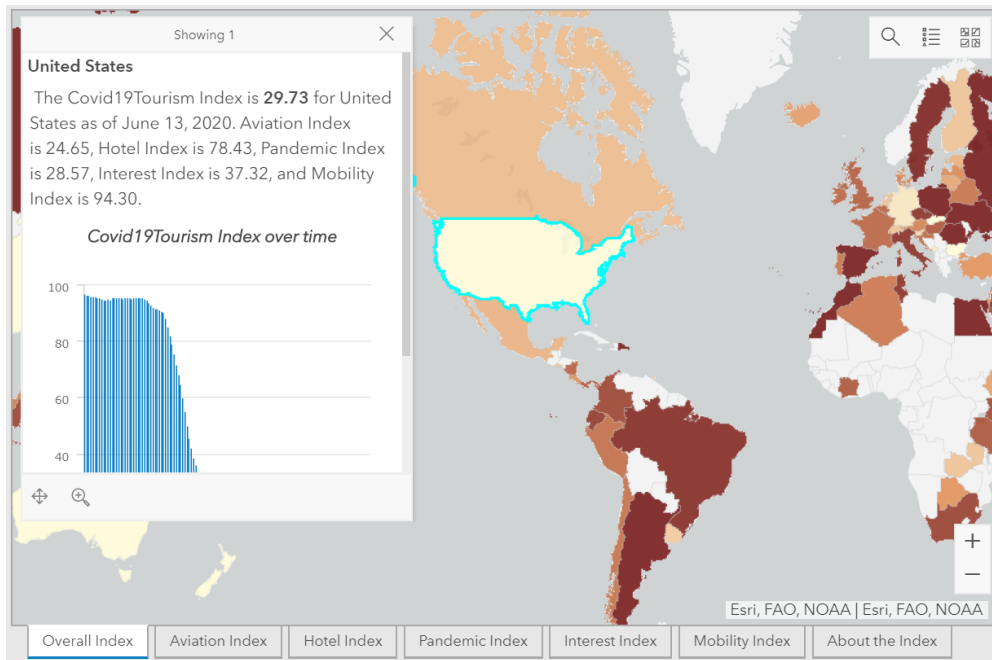 Showing 1
United States
The Covid19Tourism Index is 29.73 for United
States as of June 13, 2020. Aviation Index
is 24.65, Hotel Index is 78.43, Pandemic Index
is 28.57, Interest Index is 37.32, and Mobility
Index is 94.30.
Covid19Tourism Index over time
100
80
60
40
Esri, FAO, NOAA | Esri, FAO, NOAA
Overall Index
Aviation Index
Hotel Index
Pandemic Index
Interest Index
Mobility Index
About the Index